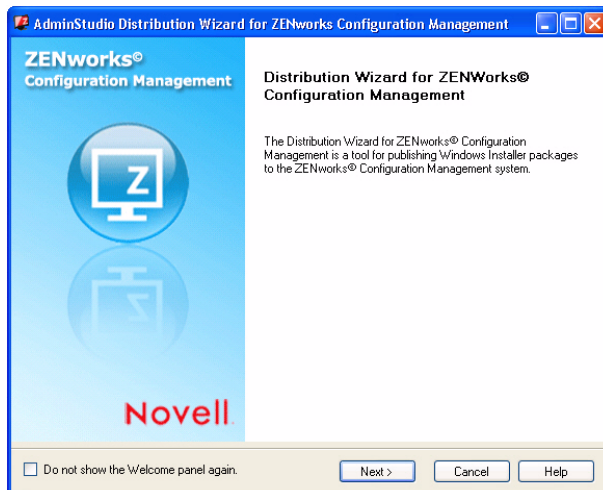 AdminStudio Distribution Wizard for ZENworks Configuration Management
ZENworks©
Configuration Management
Z
Z
Novell.
Distribution Wizard for ZENWorks©
Configuration Management
The Distribution Wizard for ZENworks© Configuration
Management is a tool for publishing Windows Installer packages
to the ZENworks© Configuration Management system.
Do not show the Welcome panel again.
Next >
Cancel
Help